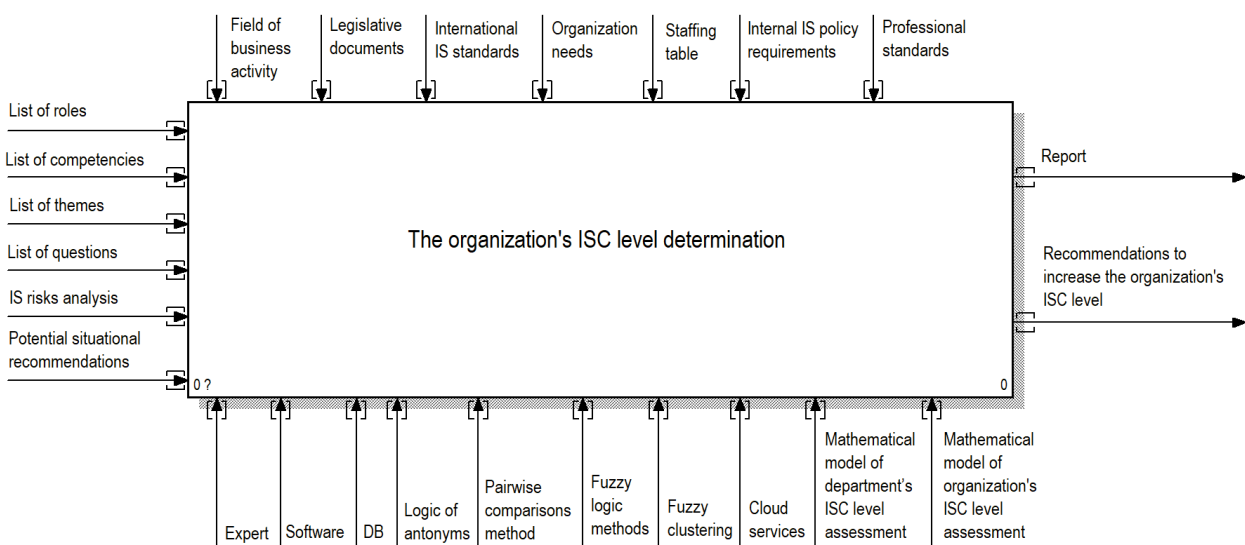 Field of
business
activity
Legislative
documents
International
IS standards
Organization
needs
Staffing
table
Internal IS policy
requirements
Professional
standards
List of roles
List of competencies
List of themes
List of questions
IS risks analysis
Potential situational
recommendations
The organization's ISC level determination
0 ?
0
Report
Recommendations to
increase the organization's
ISC level
Expert
Software
DB
Logic of
antonyms
Pairwise
comparisons
method
Fuzzy
logic
methods
Fuzzy
clustering
Cloud
services
Mathematical
model of
department's
ISC level
assessment
Mathematical
model of
organization's
ISC level
assessment